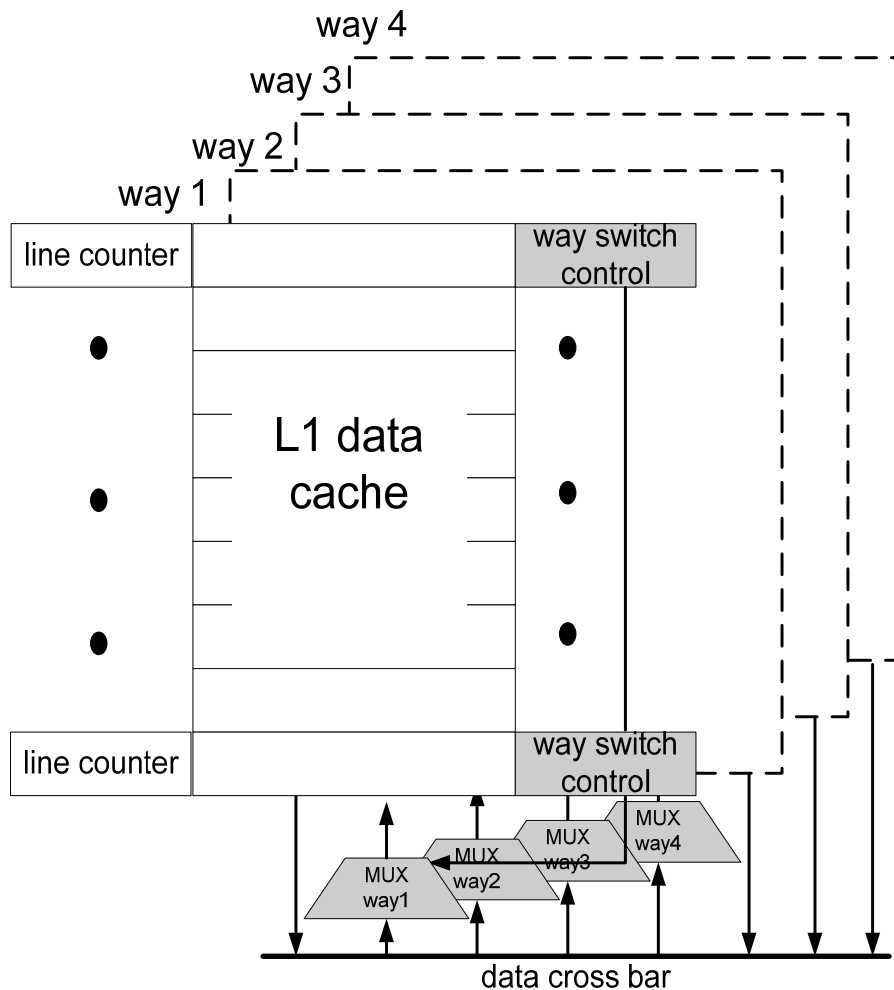 way 4
way 3
way 2
way 1
line counter
way switch
control
L1 data
cache
line counter
way switch
control
MUX
way4
MUX
way3
MUX
way2
MUX
way1
data cross bar